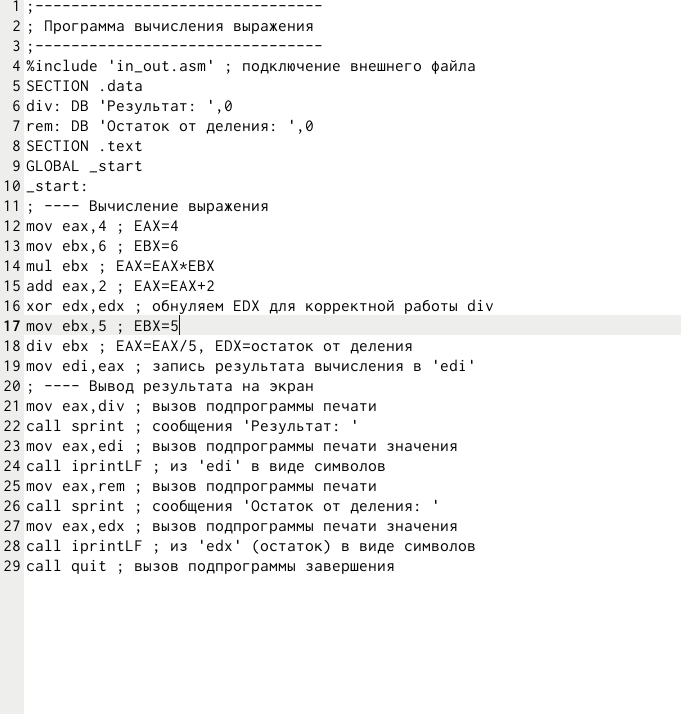 1 ;--------------------------------
2 ; Программа вычисления выражения
3 ;--------------------------------
4 %include 'in_out.asm' ; подключение внешнего файла
5 SECTION .data
6 div: DB 'Результат: ',0
7 rem: DB 'Остаток от деления: ',0
8 SECTION .text
9 GLOBAL _start
10 _start:
11 ; ---- Вычисление выражения
12 mov eax,4 ; EAX=4
13 mov ebx,6 ; EBX=6
14 mul ebx ; EAX=EAX*EBX
15 add eax,2 ; EAX=EAX+2
16 xor edx,edx ; обнуляем EDX для корректной работы div
17 mov ebx,5 ; EBX=5
18 div ebx ; EAX=EAX/5, EDX=остаток от деления
19 mov edi,eax ; запись результата вычисления в 'edi'
20 ; ---- Вывод результата на экран
21 mov eax,div ; вызов подпрограммы печати
22 call sprint ; сообщения 'Результат: '
23 mov eax,edi ; вызов подпрограммы печати значения
24 call iprintLF ; из 'edi' в виде символов
25 mov eax,rem ; вызов подпрограммы печати
26 call sprint ; сообщения 'Остаток от деления: '
27 mov eax,edx ; вызов подпрограммы печати значения
28 call iprintLF ; из 'edx' (остаток) в виде символов
29 call quit ; вызов подпрограммы завершения